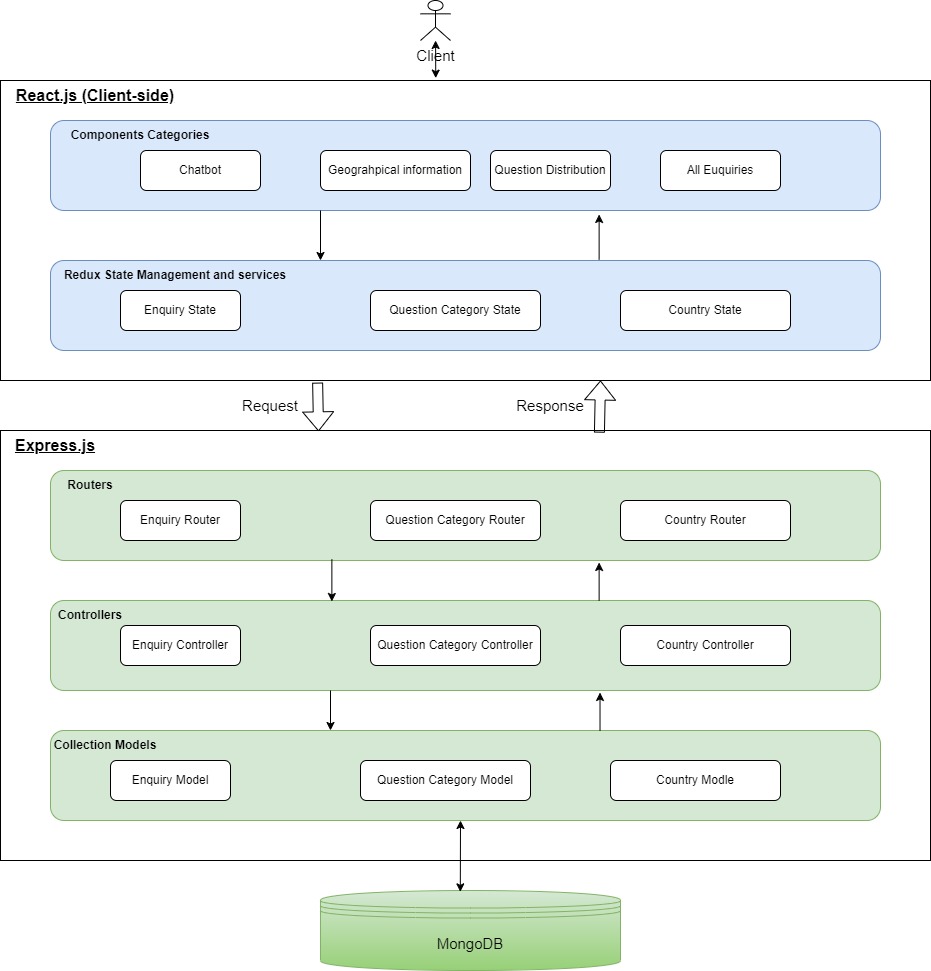 Client
React.js (Client-side)
Components Categories
Chatbot
Geograhpical information
Question Distribution
All Euquiries
Redux State Management and services
Enquiry State
Question Category State
Country State
Request
Response
Express.js
Routers
Enquiry Router
Question Category Router
Country Router
Controllers
Enquiry Controller
Question Category Controller
Country Controller
Collection Models
Enquiry Model
Question Category Model
Country Modle
MongoDB